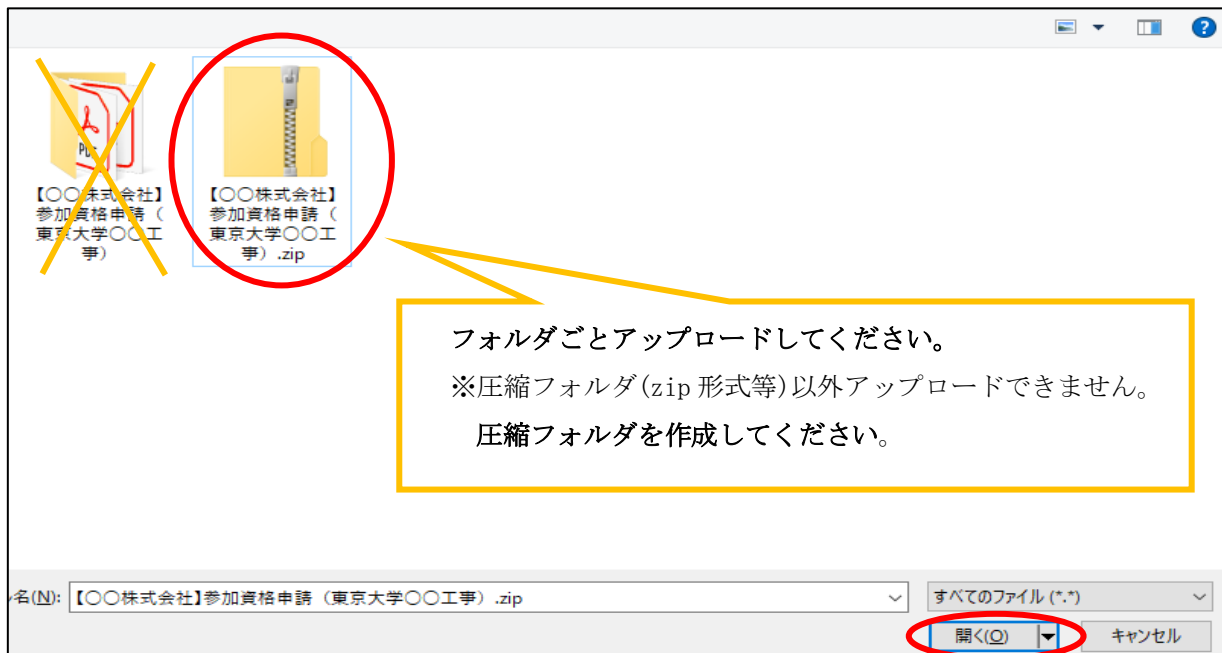 PDF
【〇〇株式会社】
参加資格申請（
東京大学〇〇工
事）
【〇〇株式会社】
参加資格申請（
東京大学〇〇工
事）.zip
フォルダごとアップロードしてください。
※圧縮フォルダ(zip 形式等)以外アップロードできません。
圧縮フォルダを作成してください。
名(N):
【〇〇株式会社】参加資格申請（東京大学〇〇工事）.zip
すべてのファイル (*.*)
開く(O)
キャンセル